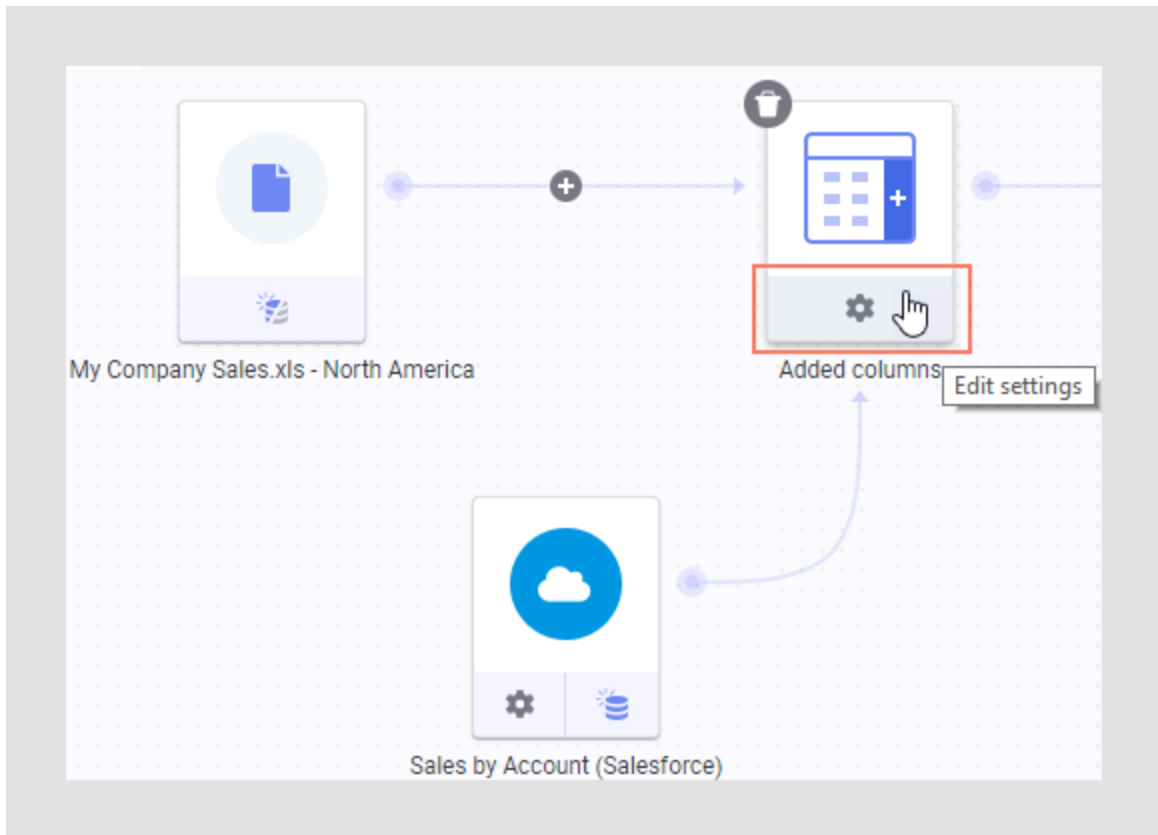 My Company Sales.xls - North America
Added columns
Edit settings
Sales by Account (Salesforce)